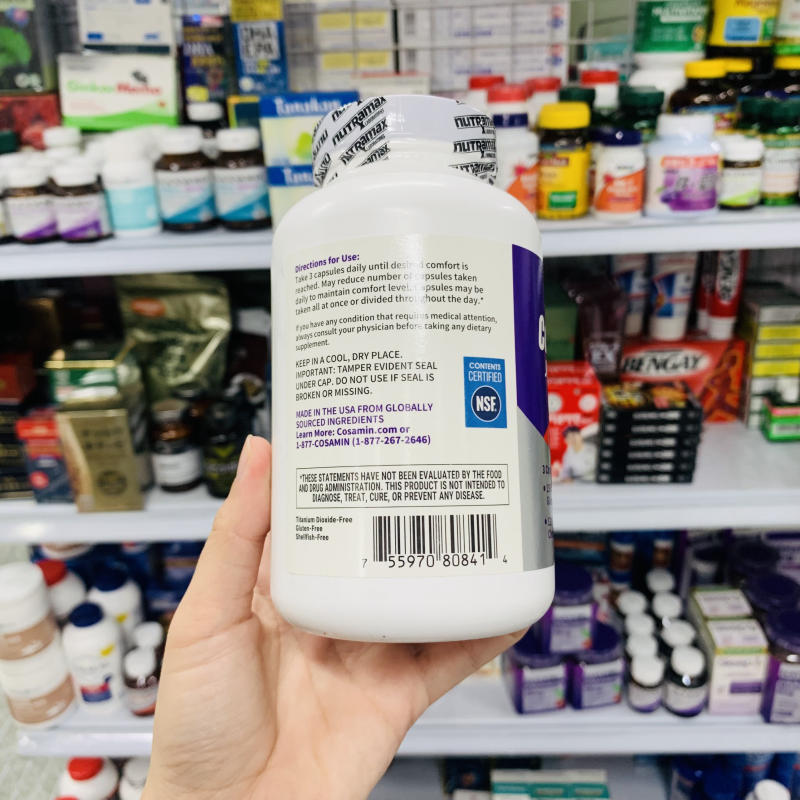 NUTRAMAX
NUTRAMAX
Directions for Use:
Take 3 capsules daily until desired comfort is
reached. May reduce number of capsules taken
daily to maintain comfort level. Capsules may be
taken all at once or divided throughout the day.*
If you have any condition that requires medical attention,
always consult your physician before taking any dietary
supplement.
KEEP IN A COOL, DRY PLACE.
IMPORTANT: TAMPER EVIDENT SEAL
UNDER CAP. DO NOT USE IF SEAL IS
BROKEN OR MISSING.
CONTENTS
CERTIFIED
NSF
MADE IN THE USA FROM GLOBALLY
SOURCED INGREDIENTS
Learn More: Cosamin.com or
1-877-COSAMIN (1-877-267-2646)
*THESE STATEMENTS HAVE NOT BEEN EVALUATED BY THE FOOD
AND DRUG ADMINISTRATION. THIS PRODUCT IS NOT INTENDED TO
DIAGNOSE, TREAT, CURE, OR PREVENT ANY DISEASE.
Titanium Dioxide-Free
Gluten-Free
Shellfish-Free
7 55970 80841 4
BENGAY